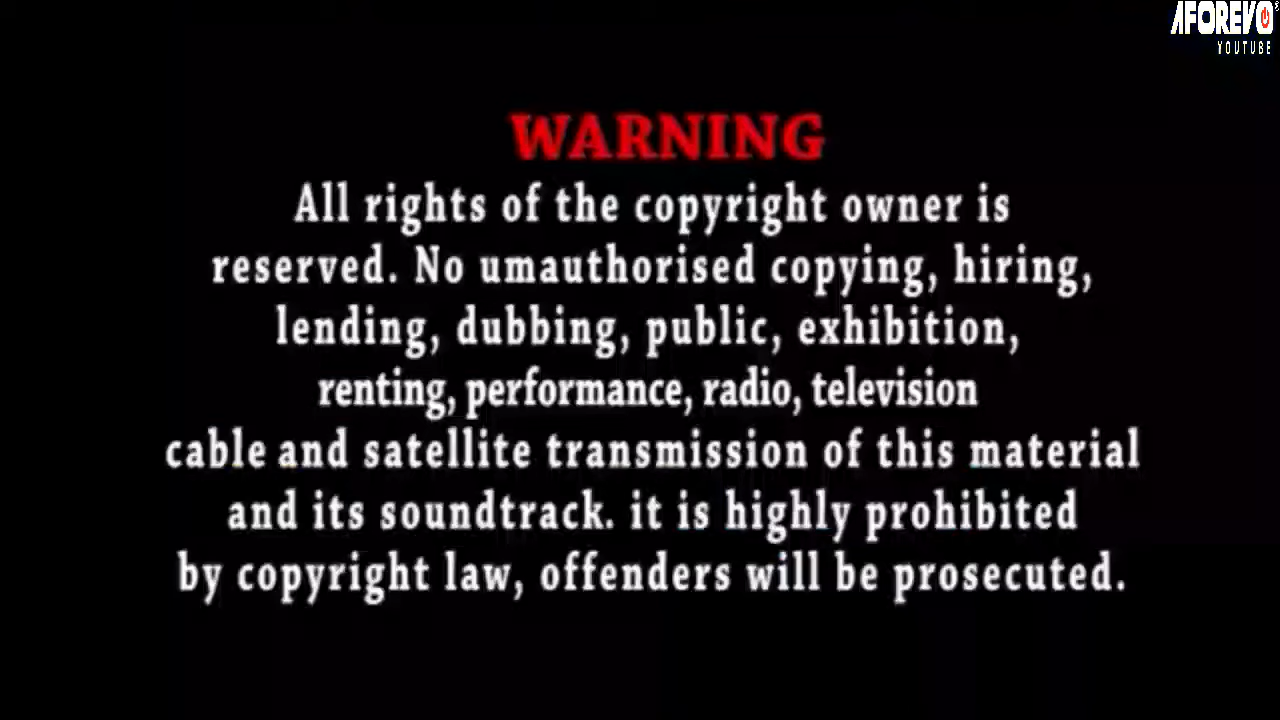 AFOREVO
YOUTUBE
WARNING
All rights of the copyright owner is
reserved. No umauthorised copying, hiring,
lending, dubbing, public, exhibition,
renting, performance, radio, television
cable and satellite transmission of this material
and its soundtrack. it is highly prohibited
by copyright law, offenders will be prosecuted.